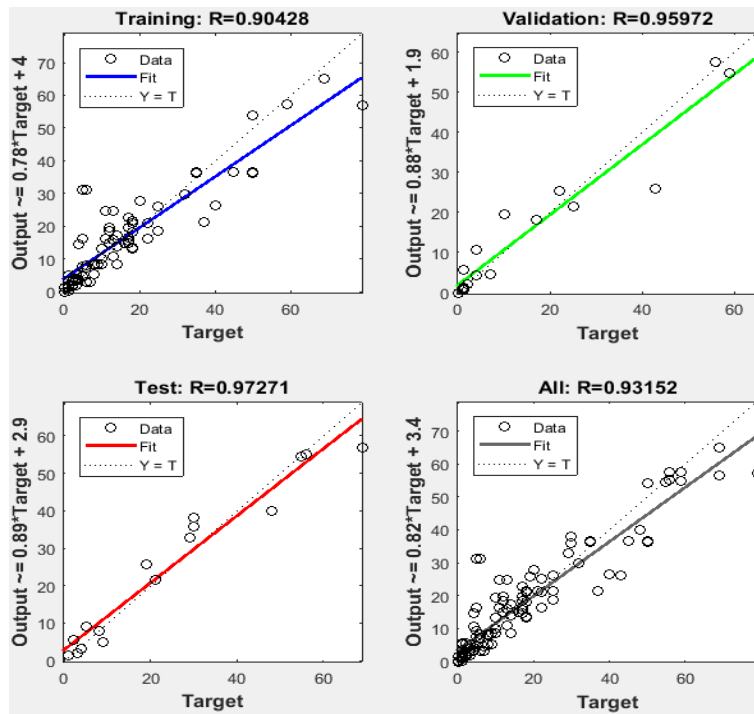 Training: R=0.90428
Output ~= 0.78*Target + 4
70
60
50
40
30
20
10
0
Data
Fit
Y = T
0
20
40
60
Target
Validation: R=0.95972
Output ~= 0.88*Target + 1.9
60
50
40
30
20
10
0
Data
Fit
Y = T
0
20
40
60
Target
Test: R=0.97271
Output ~= 0.89*Target + 2.9
60
50
40
30
20
10
0
Data
Fit
Y = T
0
20
40
60
Target
All: R=0.93152
Output ~= 0.82*Target + 3.4
70
60
50
40
30
20
10
0
Data
Fit
Y = T
0
20
40
60
Target